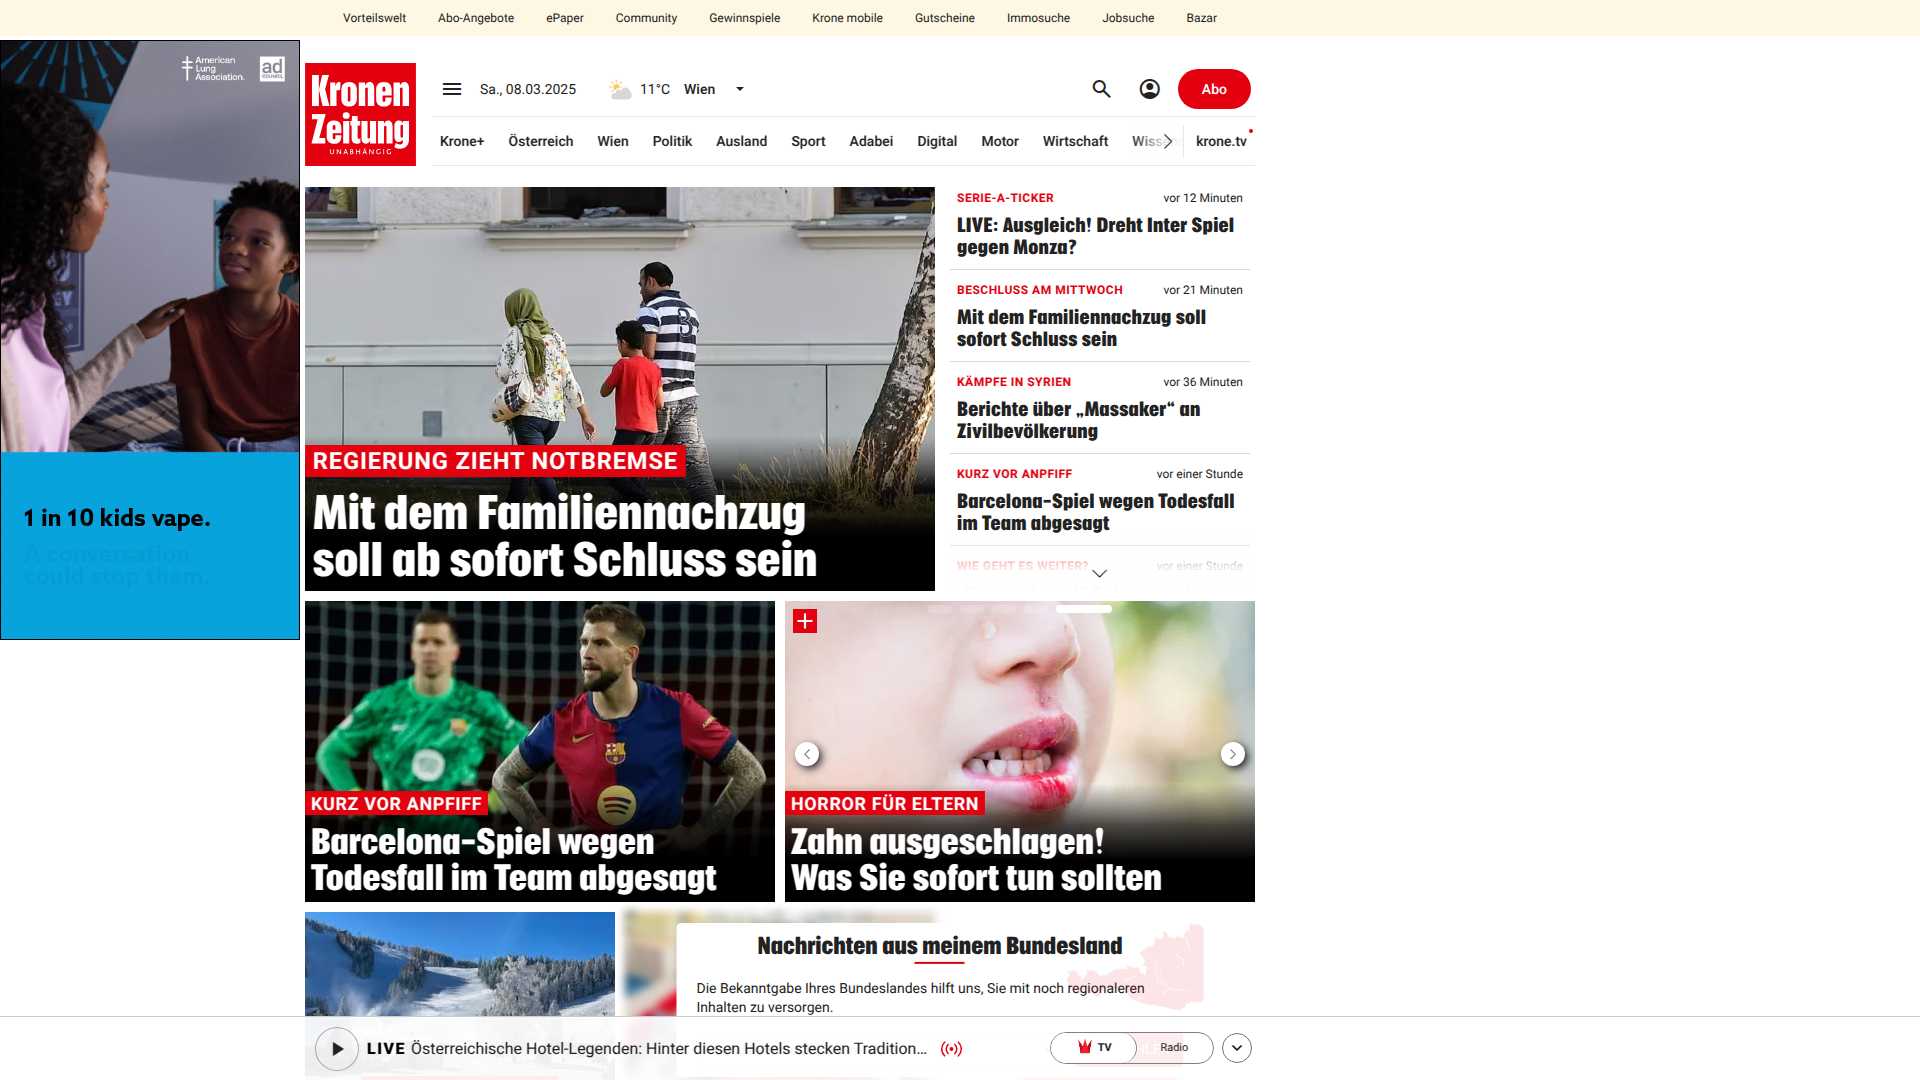 Vorteilswelt
Abo-Angebote
ePaper
Community
Gewinnspiele
Krone mobile
Gutscheine
Immosuche
Jobsuche
Bazar
American
Lung
Association.
ad
COUNCIL
1 in 10 kids vape.
A conversation
could stop them.
Kronen
Zeitung
UNABHÄNGIG
Sa., 08.03.2025
11°C
Wien
Abo
Krone+
Österreich
Wien
Politik
Ausland
Sport
Adabei
Digital
Motor
Wirtschaft
krone.tv
REGIERUNG ZIEHT NOTBREMSE
Mit dem Familiennachzug
soll ab sofort Schluss sein
SERIE-A-TICKER
vor 12 Minuten
LIVE: Ausgleich! Dreht Inter Spiel
gegen Monza?
BESCHLUSS AM MITTWOCH
vor 21 Minuten
Mit dem Familiennachzug soll
sofort Schluss sein
KÄMPFE IN SYRIEN
vor 36 Minuten
Berichte über „Massaker“ an
Zivilbevölkerung
KURZ VOR ANPFIFF
vor einer Stunde
Barcelona-Spiel wegen Todesfall
im Team abgesagt
WIE GEHT ES WEITER?
vor einer Stunde
KURZ VOR ANPFIFF
Barcelona-Spiel wegen
Todesfall im Team abgesagt
HORROR FÜR ELTERN
Zahn ausgeschlagen!
Was Sie sofort tun sollten
Nachrichten aus meinem Bundesland
Die Bekanntgabe Ihres Bundeslandes hilft uns, Sie mit noch regionaleren
Inhalten zu versorgen.
LIVE Österreichische Hotel-Legenden: Hinter diesen Hotels stecken Tradition...
TV
Radio